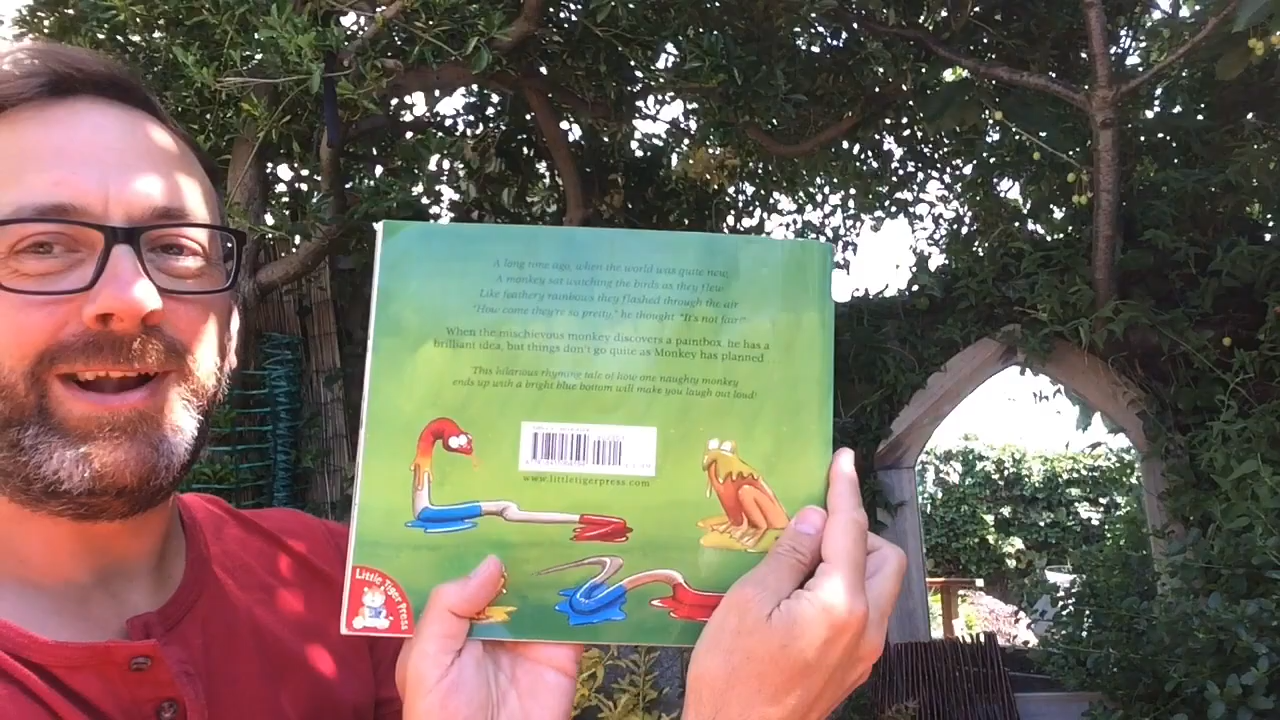 A long time ago, when the world was quite new,
A monkey sat watching the birds as they flew.
Like feathery rainbows they flashed through the air
"How come they're so pretty," he thought. "It's not fair!"
When the mischievous monkey discovers a paintbox, he has a
brilliant idea, but things don't go quite as Monkey has planned . . .
This hilarious rhyming tale of how one naughty monkey
ends up with a bright blue bottom will make you laugh out loud!
www.littletigerpress.com
Little Tiger Press